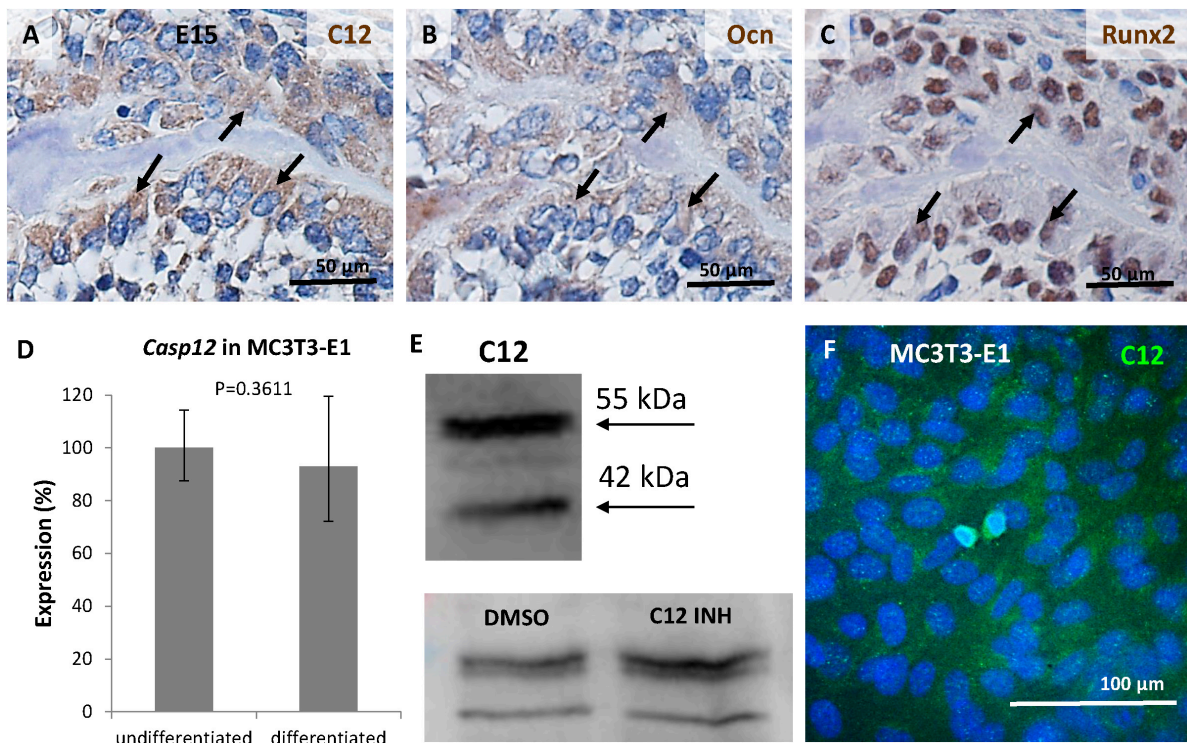 A
E15
C12
50 µm
B
Ocn
50 µm
C
Runx2
50 µm
D
Casp12 in MC3T3-E1
P=0.3611
120
100
80
60
40
20
0
Expression (%)
undifferentiated
differentiated
E
C12
55 kDa
42 kDa
DMSO
C12 INH
F
MC3T3-E1
C12
100 µm